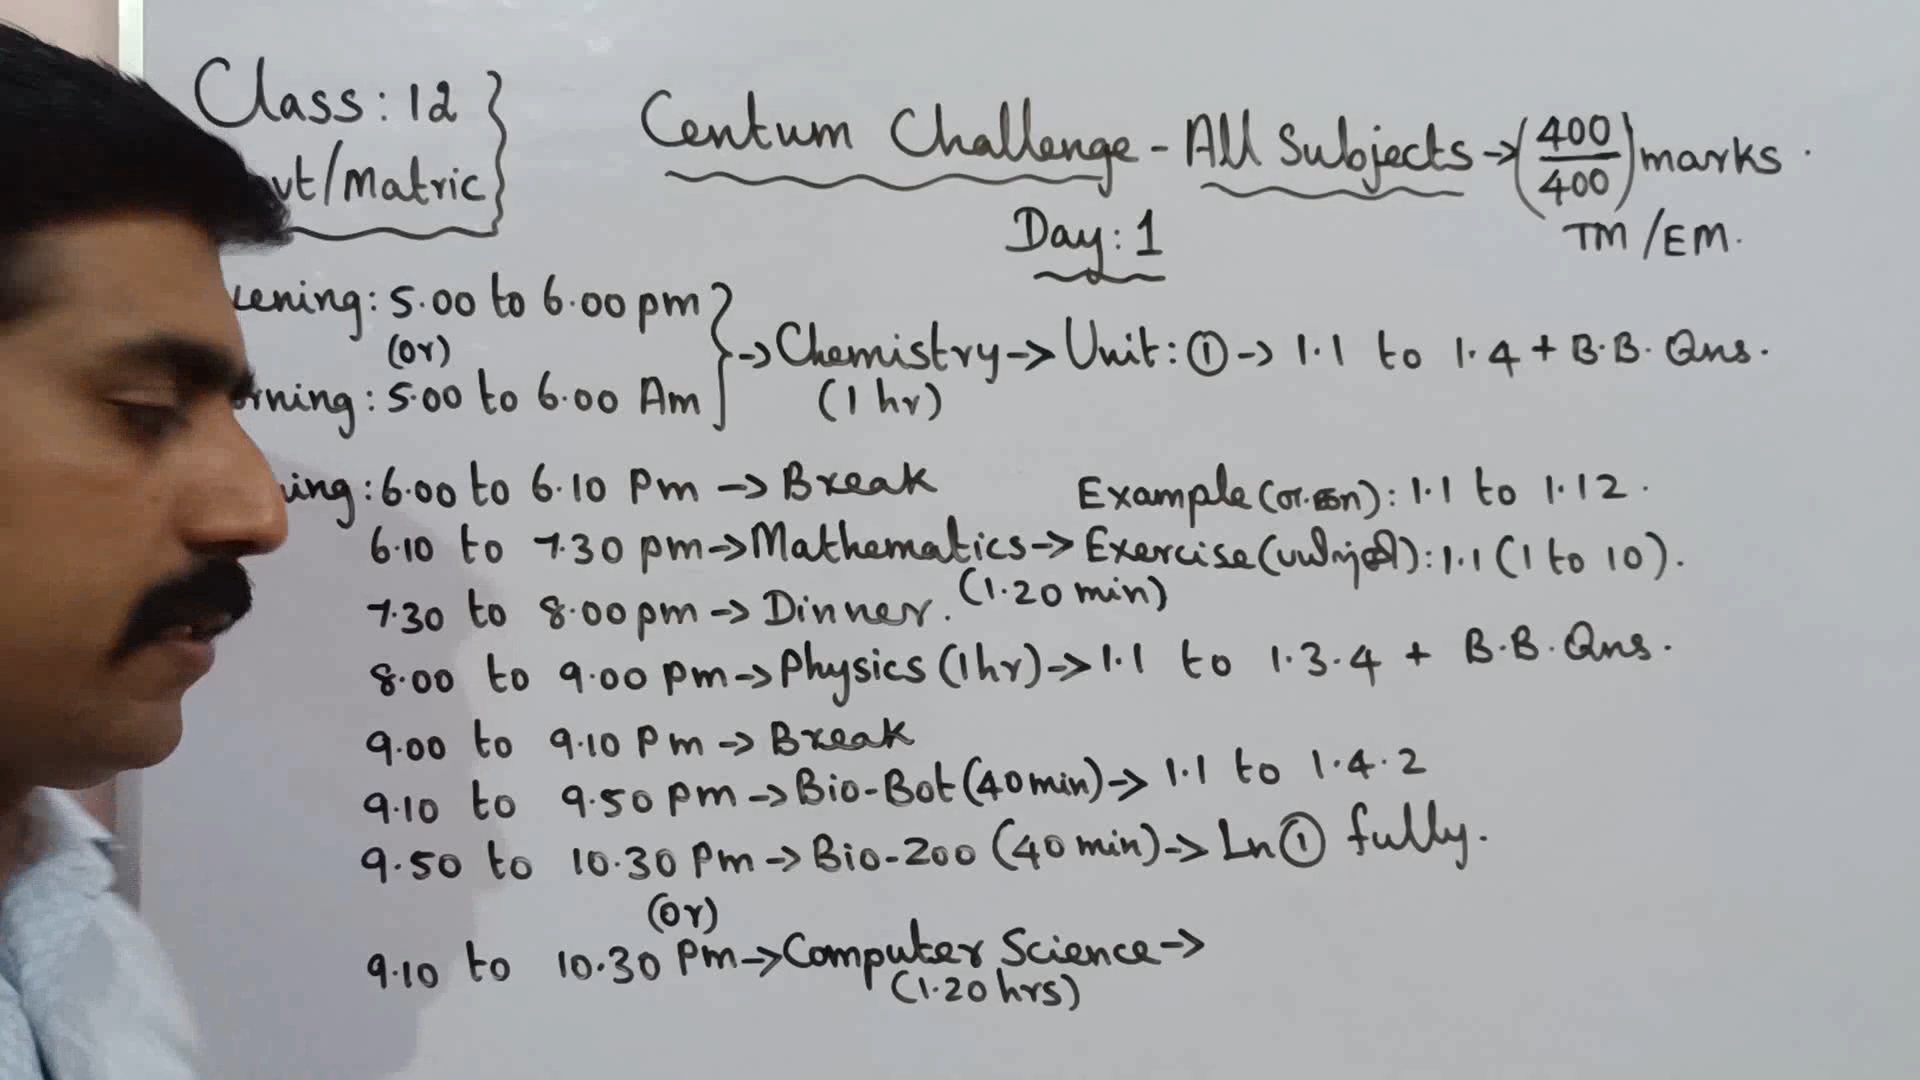 Class: 12
/Matric
Centum Challenge - All Subjects → (400/400) marks
TM/EM.
Day: 1
5.00 to 6.00 pm
(or)
5.00 to 6.00 Am
→ Chemistry → Unit: ① → 1.1 to 1.4 + B.B. Qns.
(1 hr)
6.00 to 6.10 Pm → Break
Example (எ.கா): 1.1 to 1.12.
6.10 to 7.30 pm → Mathematics → Exercise (பயிற்சி): 1.1 (1 to 10).
(1.20 min)
7.30 to 8.00 pm → Dinner.
8.00 to 9.00 pm → Physics (1hr) → 1.1 to 1.3.4 + B.B. Qns.
9.00 to 9.10 Pm → Break
9.10 to 9.50 pm → Bio-Bot (40 min) → 1.1 to 1.4.2
9.50 to 10.30 Pm → Bio-Zoo (40 min) → Ln ① fully.
(or)
9.10 to 10.30 Pm → Computer Science →
(1.20 hrs)